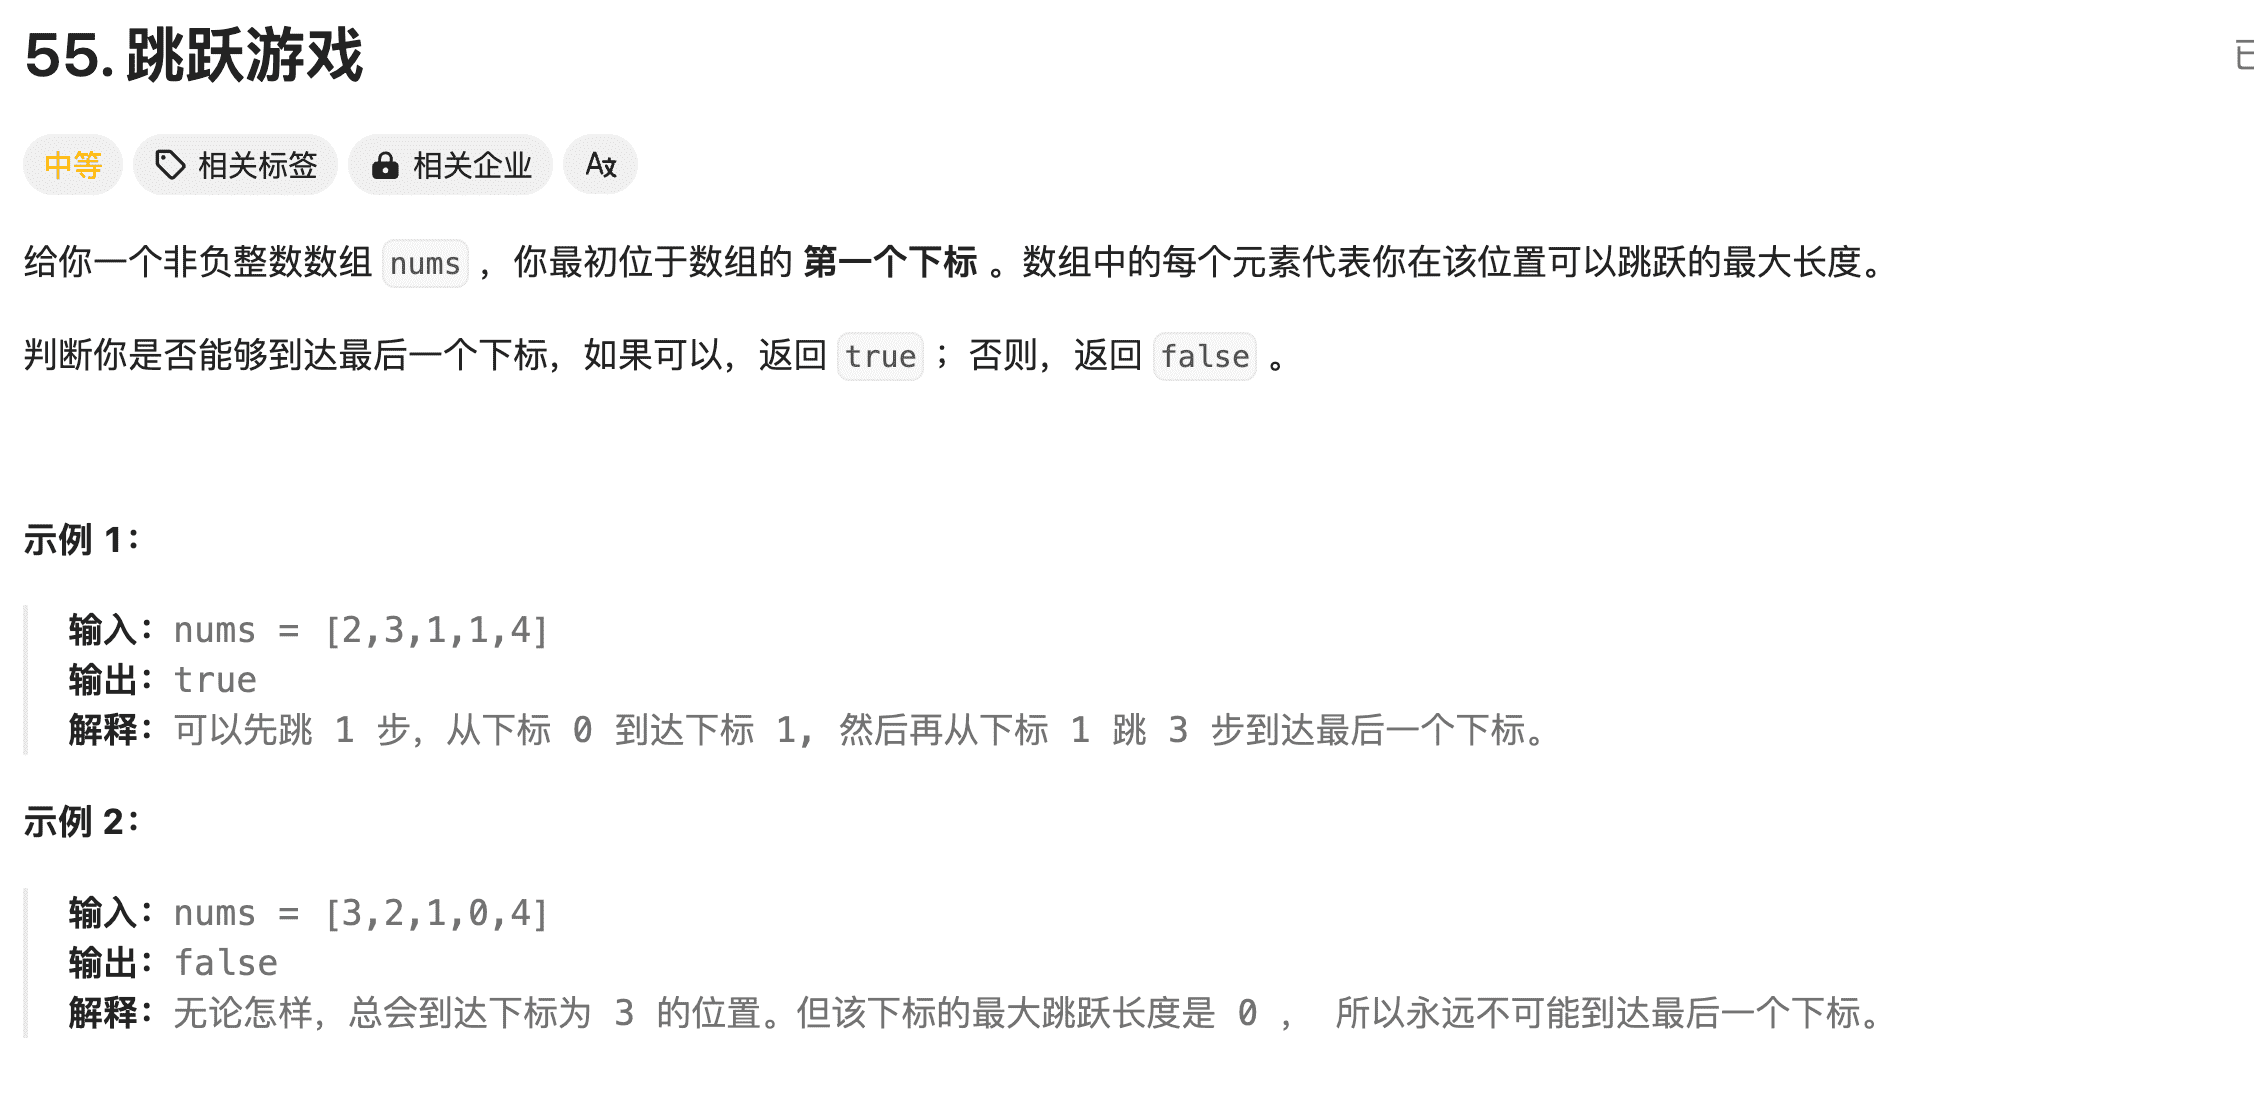 55. 跳跃游戏
中等 相关标签 相关企业
给你一个非负整数数组 nums ，你最初位于数组的 第一个下标 。数组中的每个元素代表你在该位置可以跳跃的最大长度。
判断你是否能够到达最后一个下标，如果可以，返回 true ；否则，返回 false 。
示例 1：
输入：nums = [2,3,1,1,4]
输出：true
解释：可以先跳 1 步，从下标 0 到达下标 1, 然后再从下标 1 跳 3 步到达最后一个下标。
示例 2：
输入：nums = [3,2,1,0,4]
输出：false
解释：无论怎样，总会到达下标为 3 的位置。但该下标的最大跳跃长度是 0 ， 所以永远不可能到达最后一个下标。